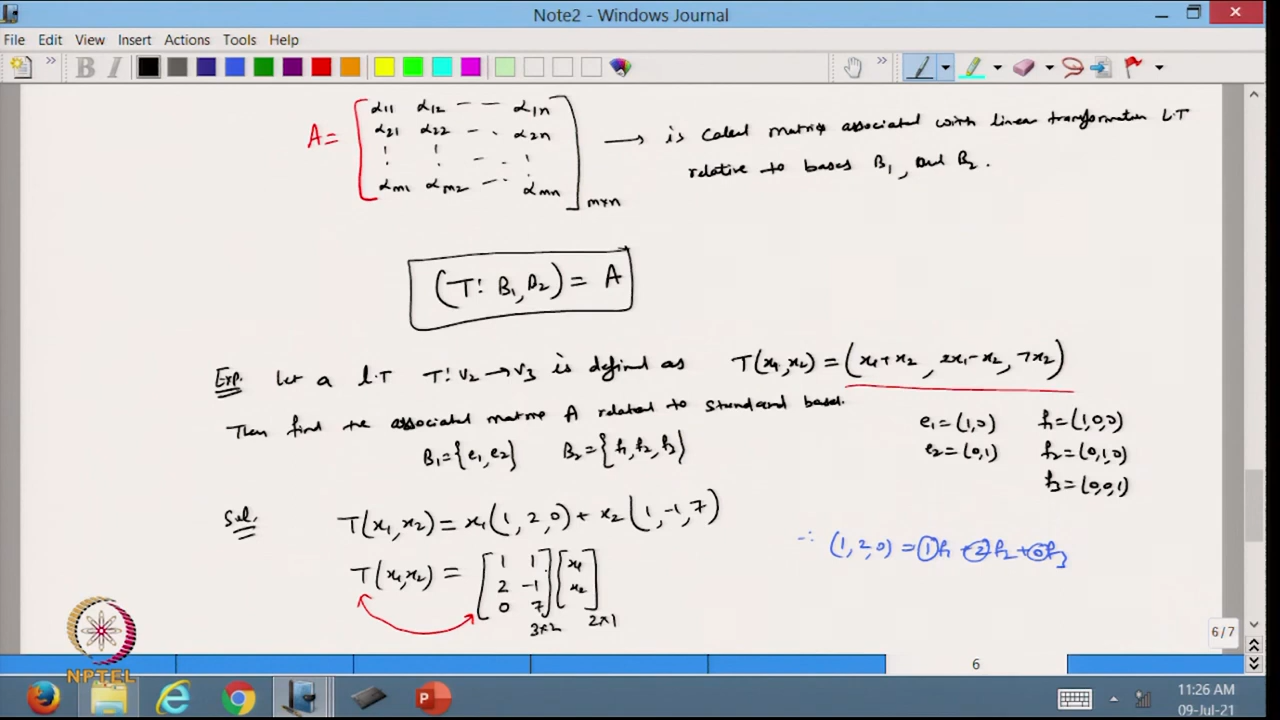 Note2 - Windows Journal
File Edit View Insert Actions Tools Help
A = [α11 α12 -- -- α1n
α21 α22 -- . α2n
⋮ ⋮ -- . ⋮
αm1 αm2 -- . αmn] m×n
→ is called matrix associated with linear transformation L.T
relative to bases B1, and B2.
(T: B1, B2) = A
Exp. Let a L.T T: V2 → V3 is defined as T(x1, x2) = (x1+x2, 2x1-x2, 7x2)
Then find the associated matrix A related to standard bases.
B1 = {e1, e2} B2 = {f1, f2, f3}
e1 = (1,0) f1 = (1,0,0)
e2 = (0,1) f2 = (0,1,0)
f3 = (0,0,1)
Sol. T(x1, x2) = x1(1, 2, 0) + x2(1, -1, 7)
∵ (1, 2, 0) = 1f1 + 2f2 + 0f3
T(x1, x2) = [1 1
2 -1
0 7] 3×2 [x1
x2] 2×1
6/7
NPTEL
6
11:26 AM
09-Jul-21